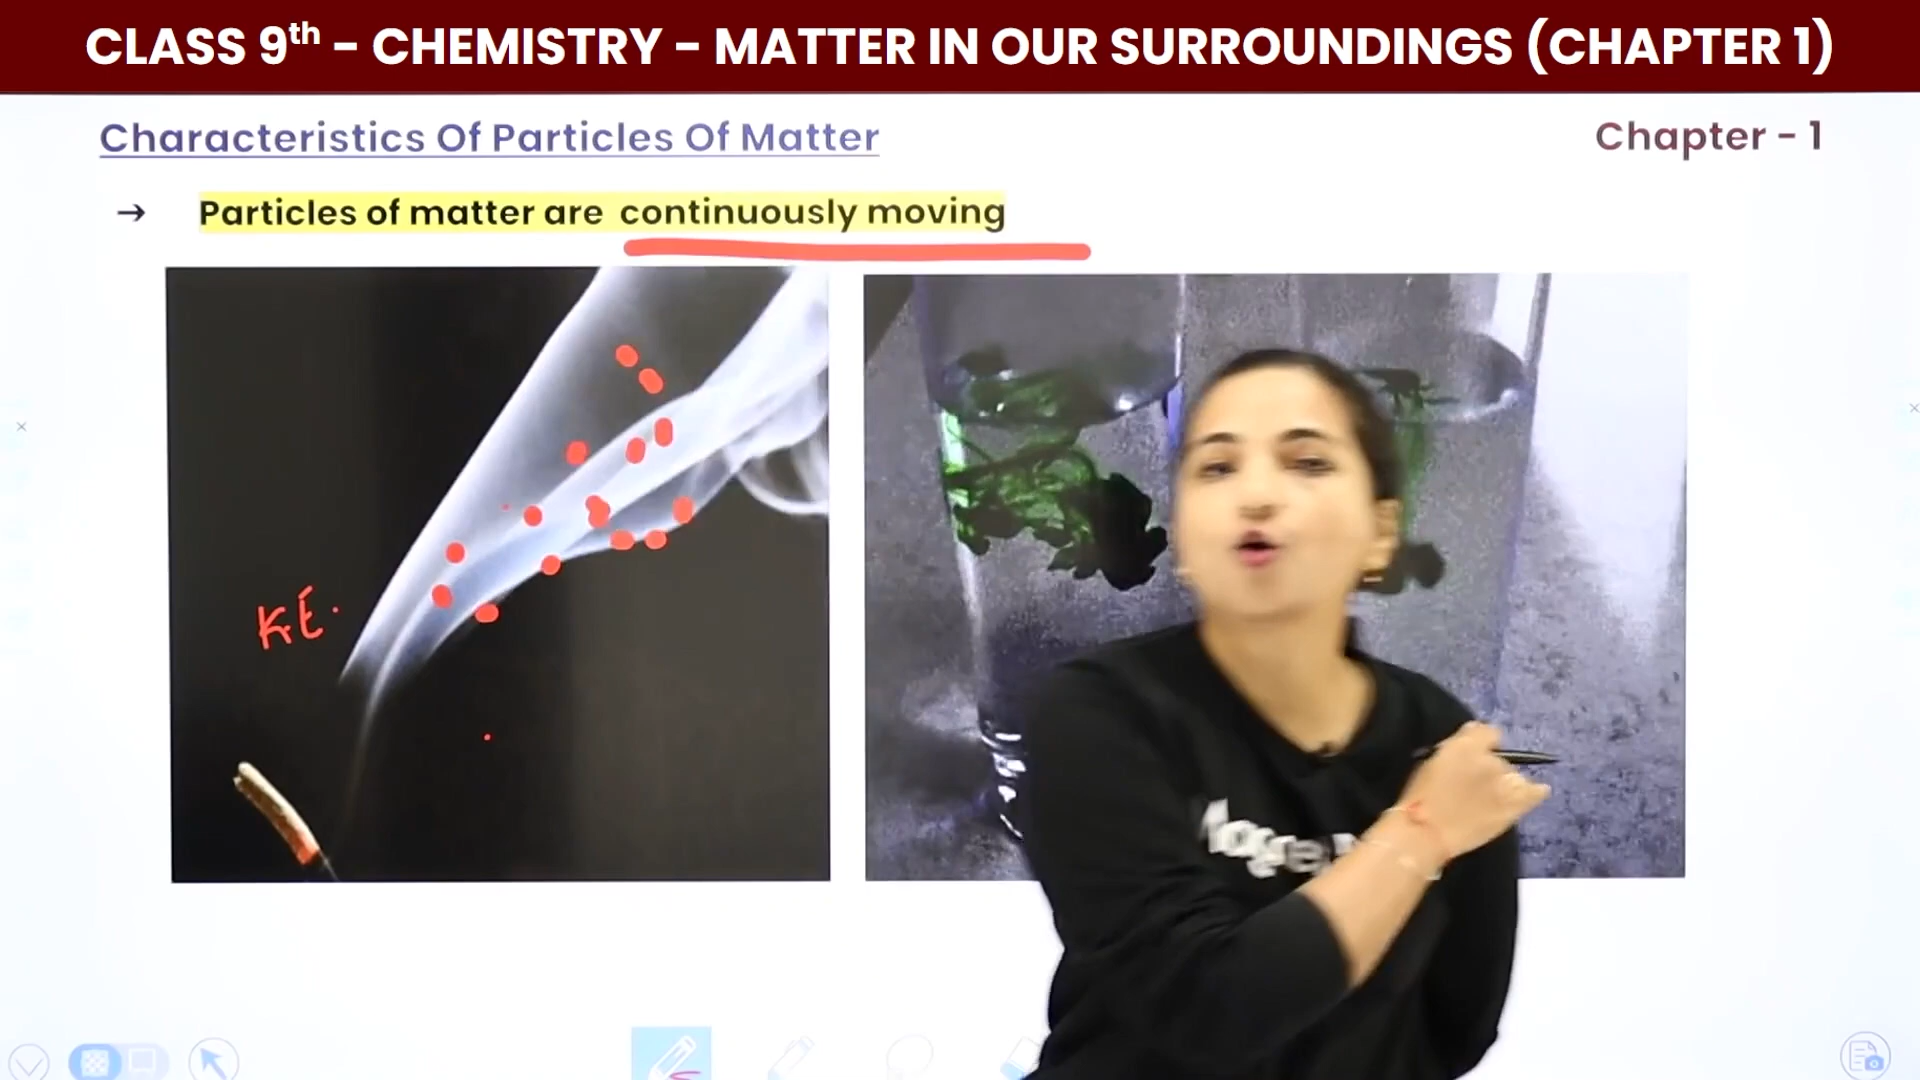 CLASS 9th - CHEMISTRY - MATTER IN OUR SURROUNDINGS (CHAPTER 1)
Characteristics Of Particles Of Matter
Chapter - 1
→ Particles of matter are continuously moving
K.E.